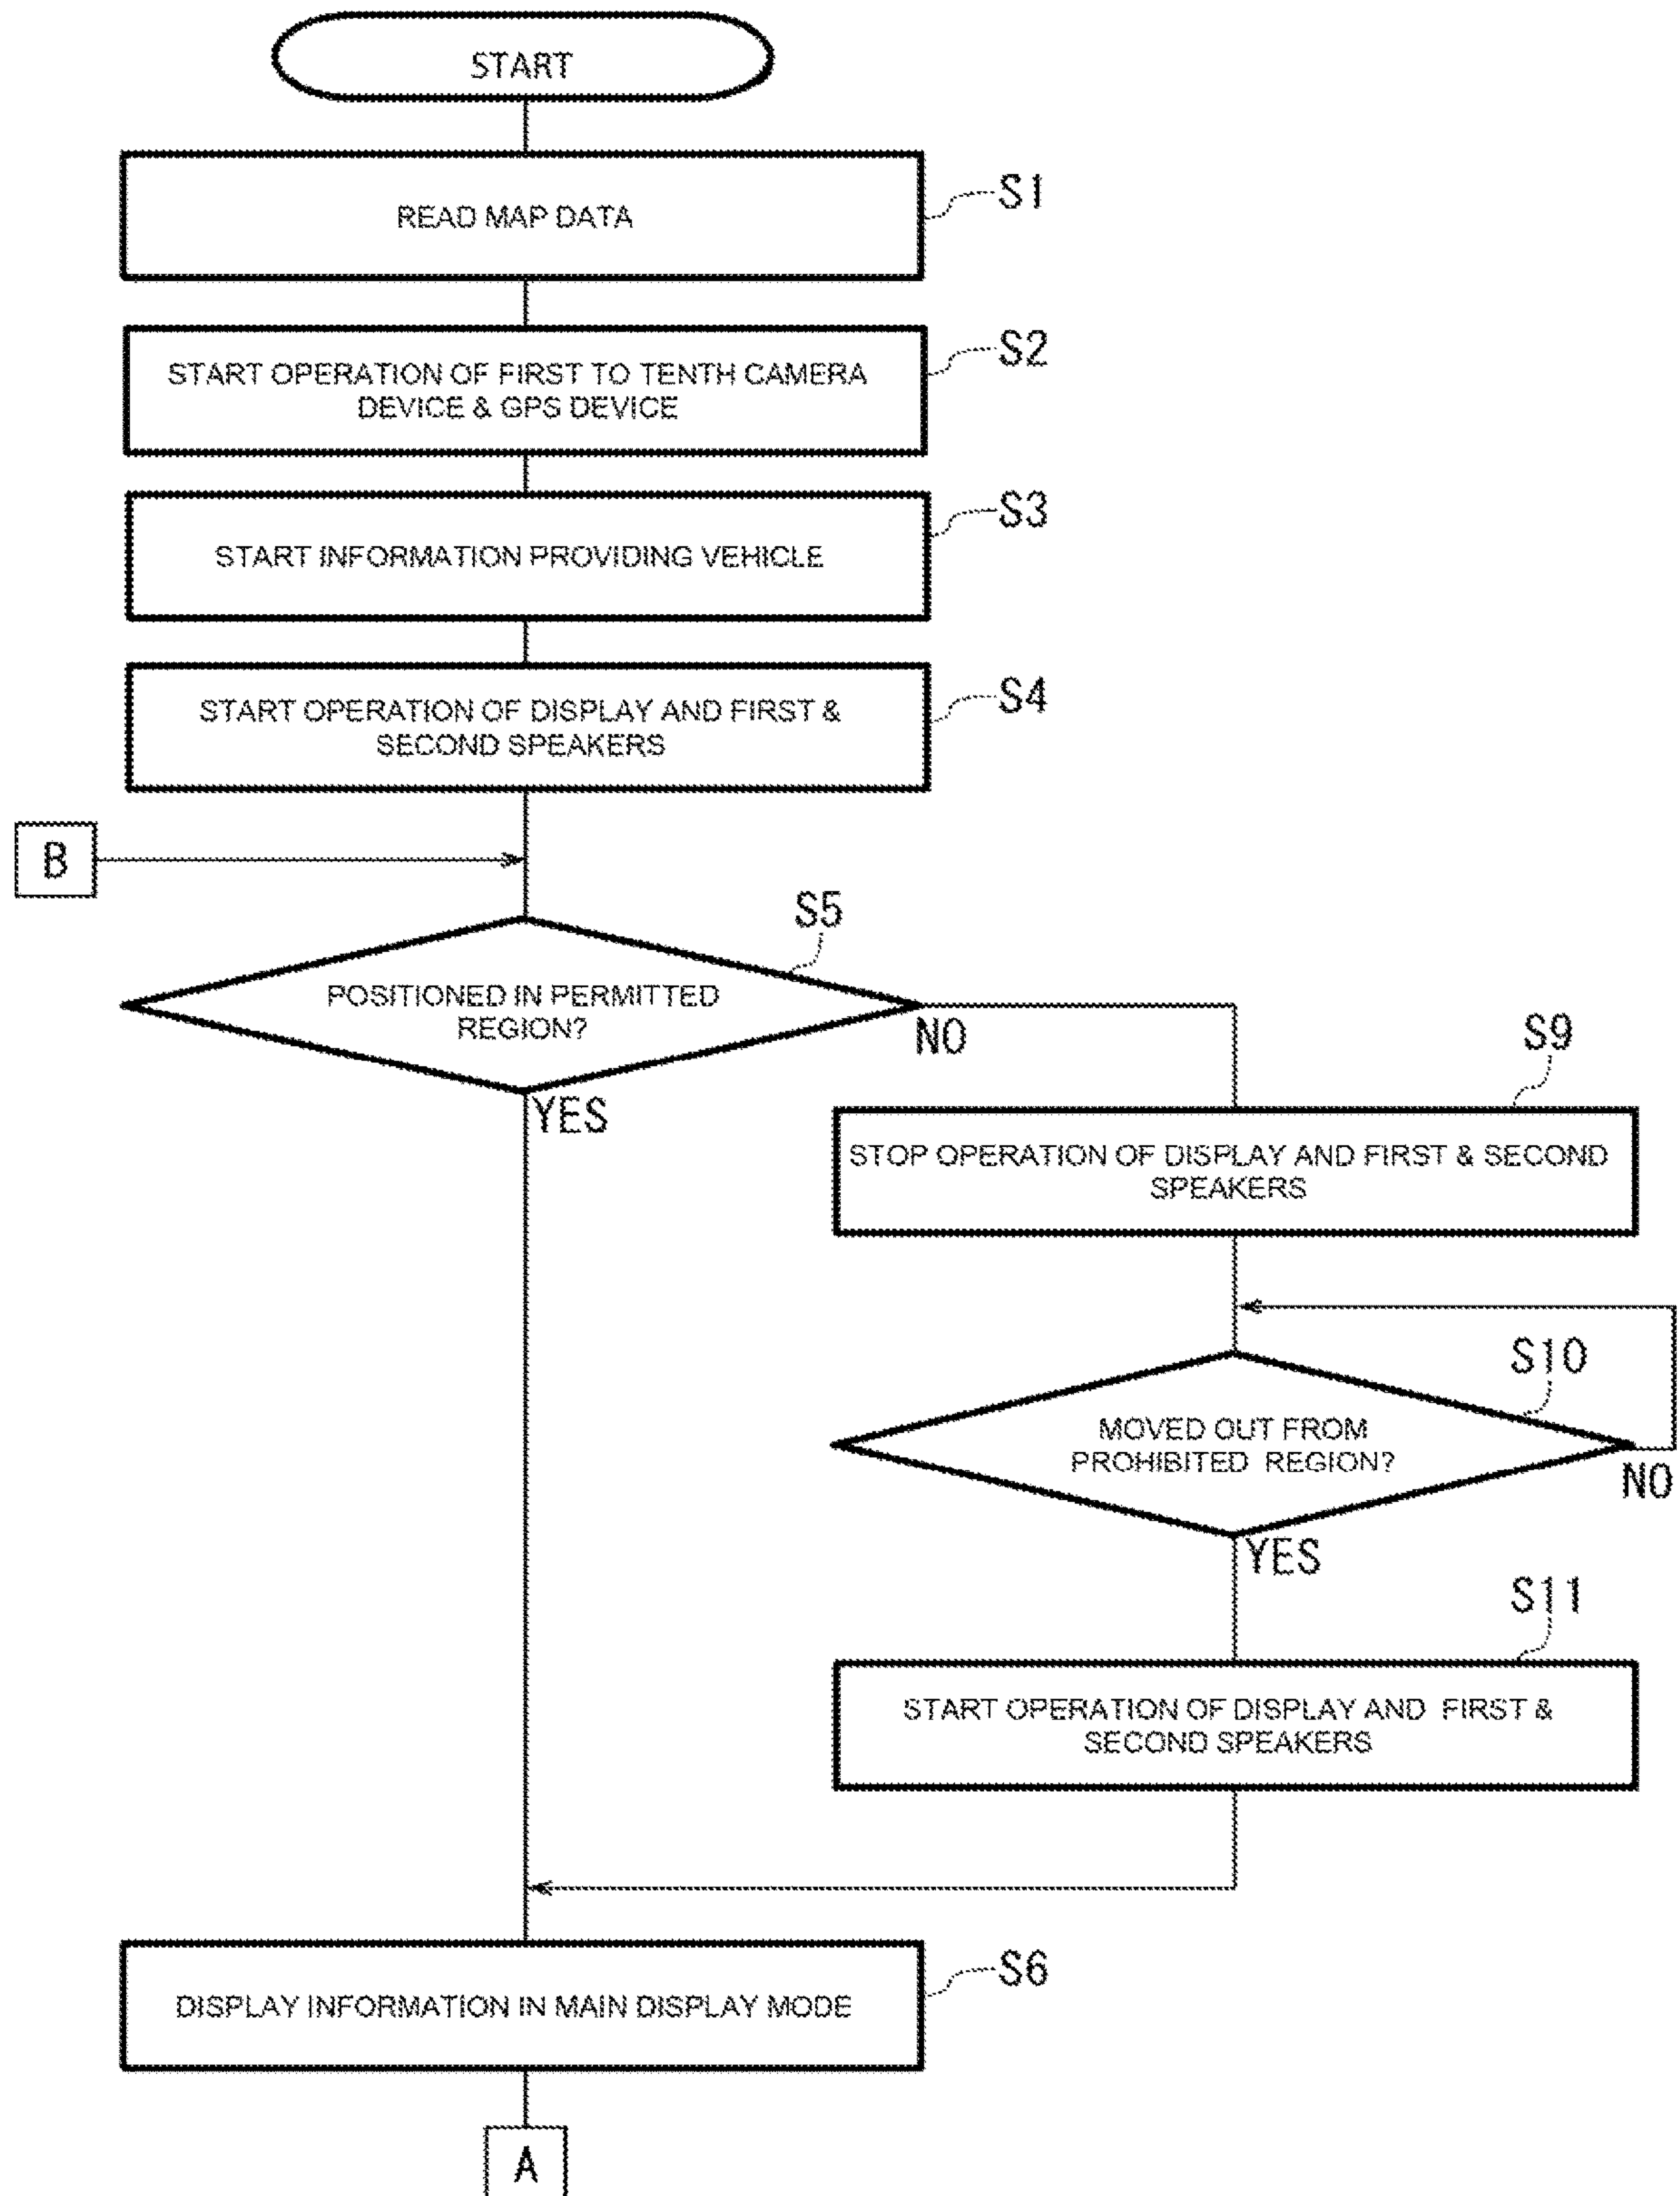 START
READ MAP DATA
S1
START OPERATION OF FIRST TO TENTH CAMERA
DEVICE & GPS DEVICE
S2
START INFORMATION PROVIDING VEHICLE
S3
START OPERATION OF DISPLAY AND FIRST &
SECOND SPEAKERS
S4
B
S5
POSITIONED IN PERMITTED
REGION?
NO
YES
S9
STOP OPERATION OF DISPLAY AND FIRST & SECOND
SPEAKERS
S10
MOVED OUT FROM
PROHIBITED REGION?
NO
YES
S11
START OPERATION OF DISPLAY AND FIRST &
SECOND SPEAKERS
S6
DISPLAY INFORMATION IN MAIN DISPLAY MODE
A